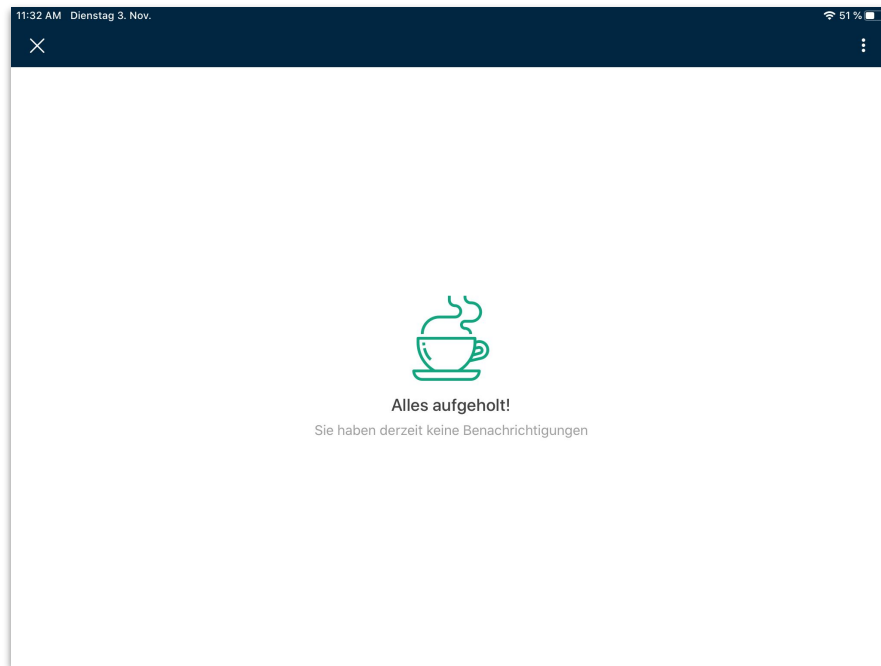 11:32 AM Dienstag 3. Nov. 51 %
Alles aufgeholt!
Sie haben derzeit keine Benachrichtigungen